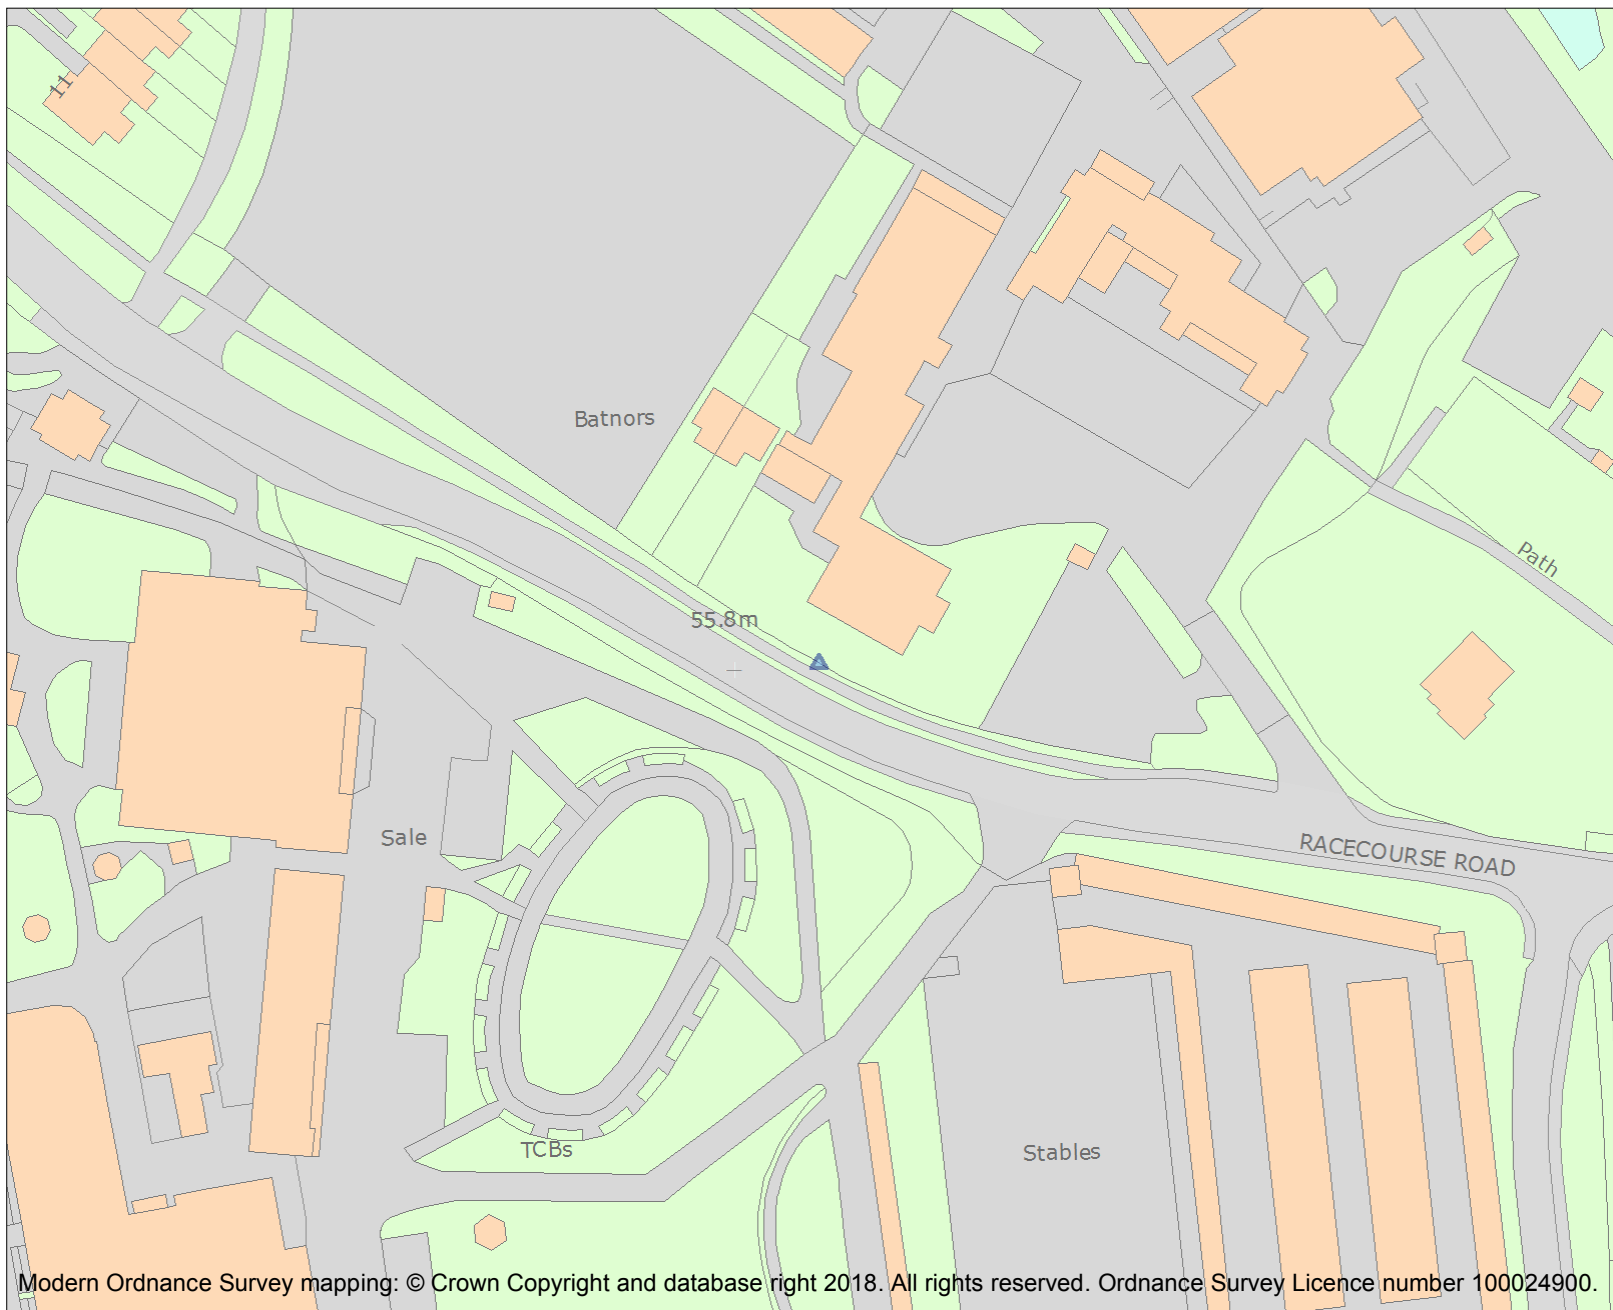 11
Batnors
Path
55.8m
Sale
RACECOURSE ROAD
TCBs
Stables
Modern Ordnance Survey mapping: © Crown Copyright and database right 2018. All rights reserved. Ordnance Survey Licence number 100024900.